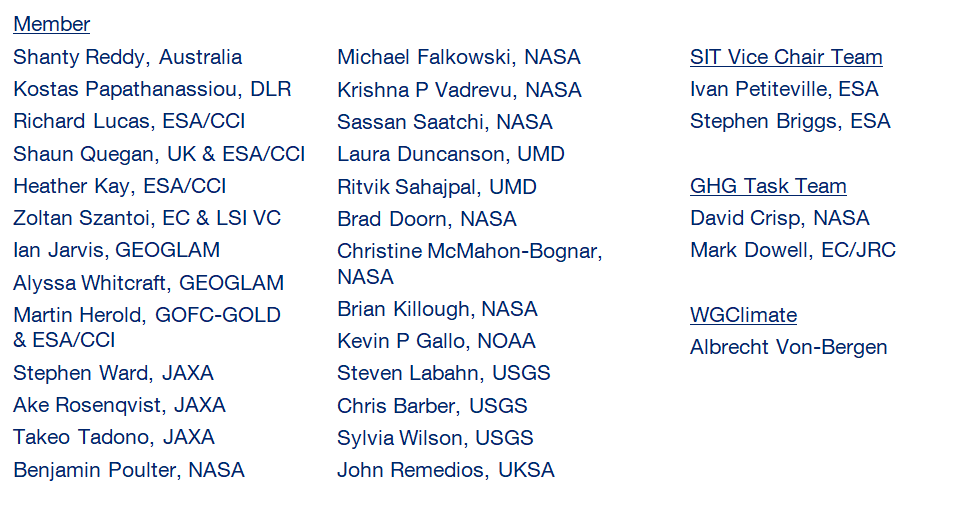 Member
Shanty Reddy, Australia
Kostas Papathanassiou, DLR
Richard Lucas, ESA/CCI
Shaun Quegan, UK & ESA/CCI
Heather Kay, ESA/CCI
Zoltan Szantoi, EC & LSI VC
Ian Jarvis, GEOGLAM
Alyssa Whitcraft, GEOGLAM
Martin Herold, GOFC-GOLD
& ESA/CCI
Stephen Ward, JAXA
Ake Rosenqvist, JAXA
Takeo Tadono, JAXA
Benjamin Poulter, NASA
Michael Falkowski, NASA
Krishna P Vadrevu, NASA
Sassan Saatchi, NASA
Laura Duncanson, UMD
Ritvik Sahajpal, UMD
Brad Doorn, NASA
Christine McMahon-Bognar,
NASA
Brian Killough, NASA
Kevin P Gallo, NOAA
Steven Labahn, USGS
Chris Barber, USGS
Sylvia Wilson, USGS
John Remedios, UKSA
SIT Vice Chair Team
Ivan Petiteville, ESA
Stephen Briggs, ESA
GHG Task Team
David Crisp, NASA
Mark Dowell, EC/JRC
WGClimate
Albrecht Von-Bergen